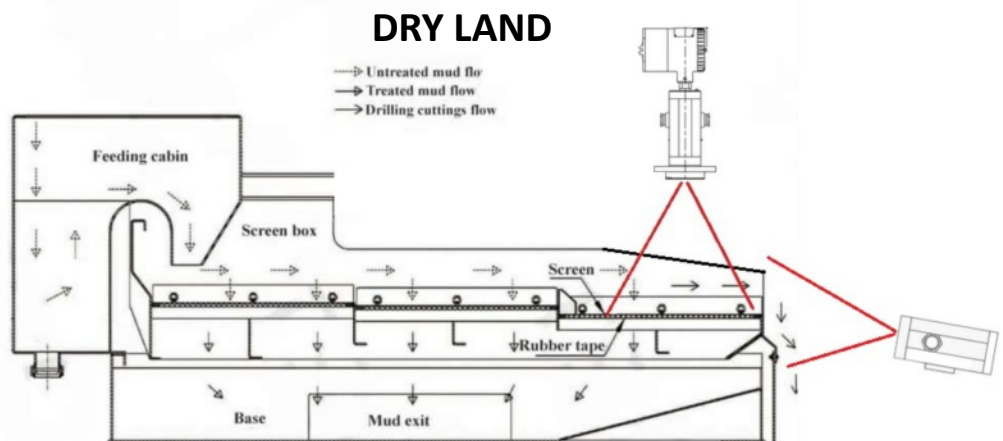 DRY LAND
Untreated mud flo
Treated mud flow
Drilling cuttings flow
Feeding cabin
Screen box
Screen
Rubber tape
Base
Mud exit